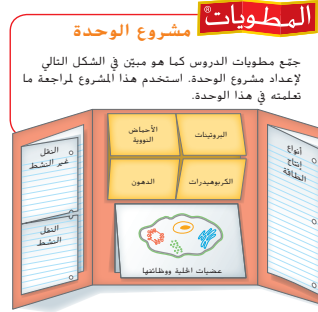 المطويات®
مشروع الوحدة
جمّع مطويات الدروس كما هو مبيّن في الشكل التالي
لإعداد مشروع الوحدة. استخدم هذا المشروع لمراجعة ما
تعلمته في هذا الوحدة.
أنواع
إنتاج
الطاقة
البروتينات
الأحماض
النووية
الكربوهيدرات
الدهون
عضيات الخلية ووظائفها
النقل
غير النشط
النقل
النشط